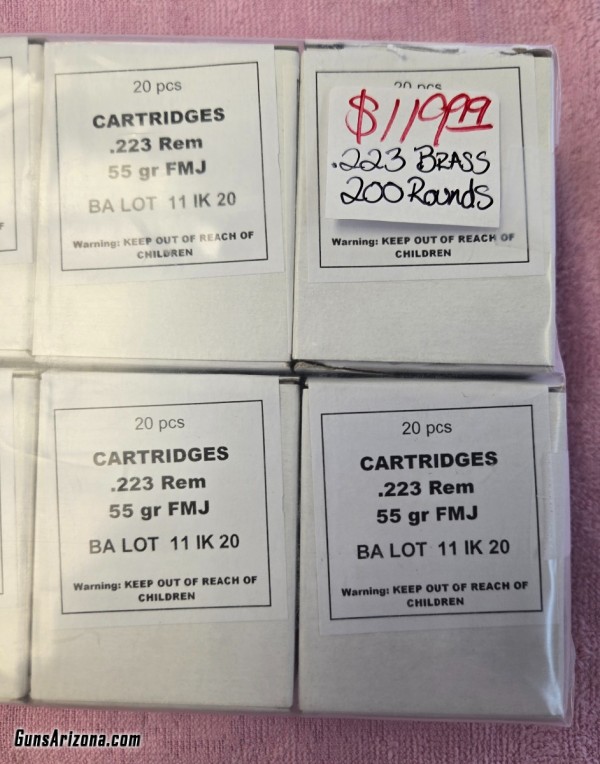 20 pcs
CARTRIDGES
.223 Rem
55 gr FMJ
BA LOT 11 IK 20
Warning: KEEP OUT OF REACH OF
CHILDREN
20 pcs
$119.99
.223 BRASS
200 Rounds
Warning: KEEP OUT OF REACH OF
CHILDREN
F
20 pcs
CARTRIDGES
.223 Rem
55 gr FMJ
BA LOT 11 IK 20
Warning: KEEP OUT OF REACH OF
CHILDREN
20 pcs
CARTRIDGES
.223 Rem
55 gr FMJ
BA LOT 11 IK 20
Warning: KEEP OUT OF REACH OF
CHILDREN
GunsArizona.com